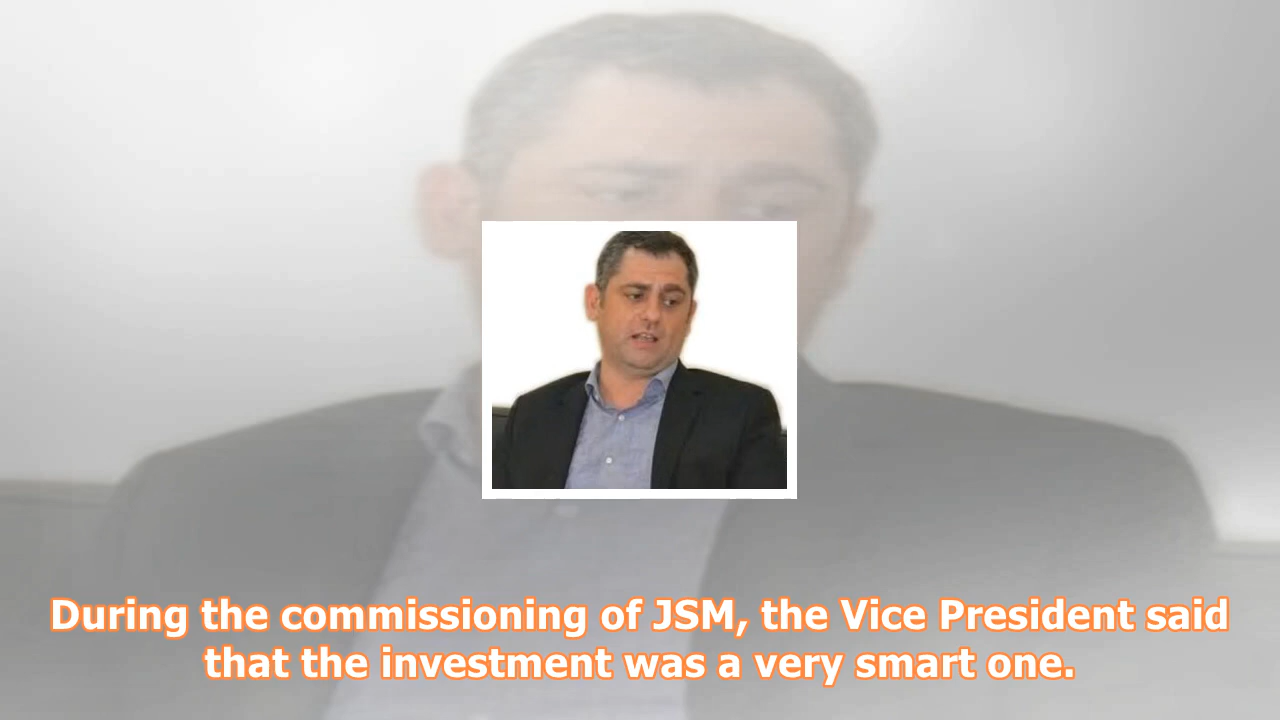 During the commissioning of JSM, the Vice President said
that the investment was a very smart one.